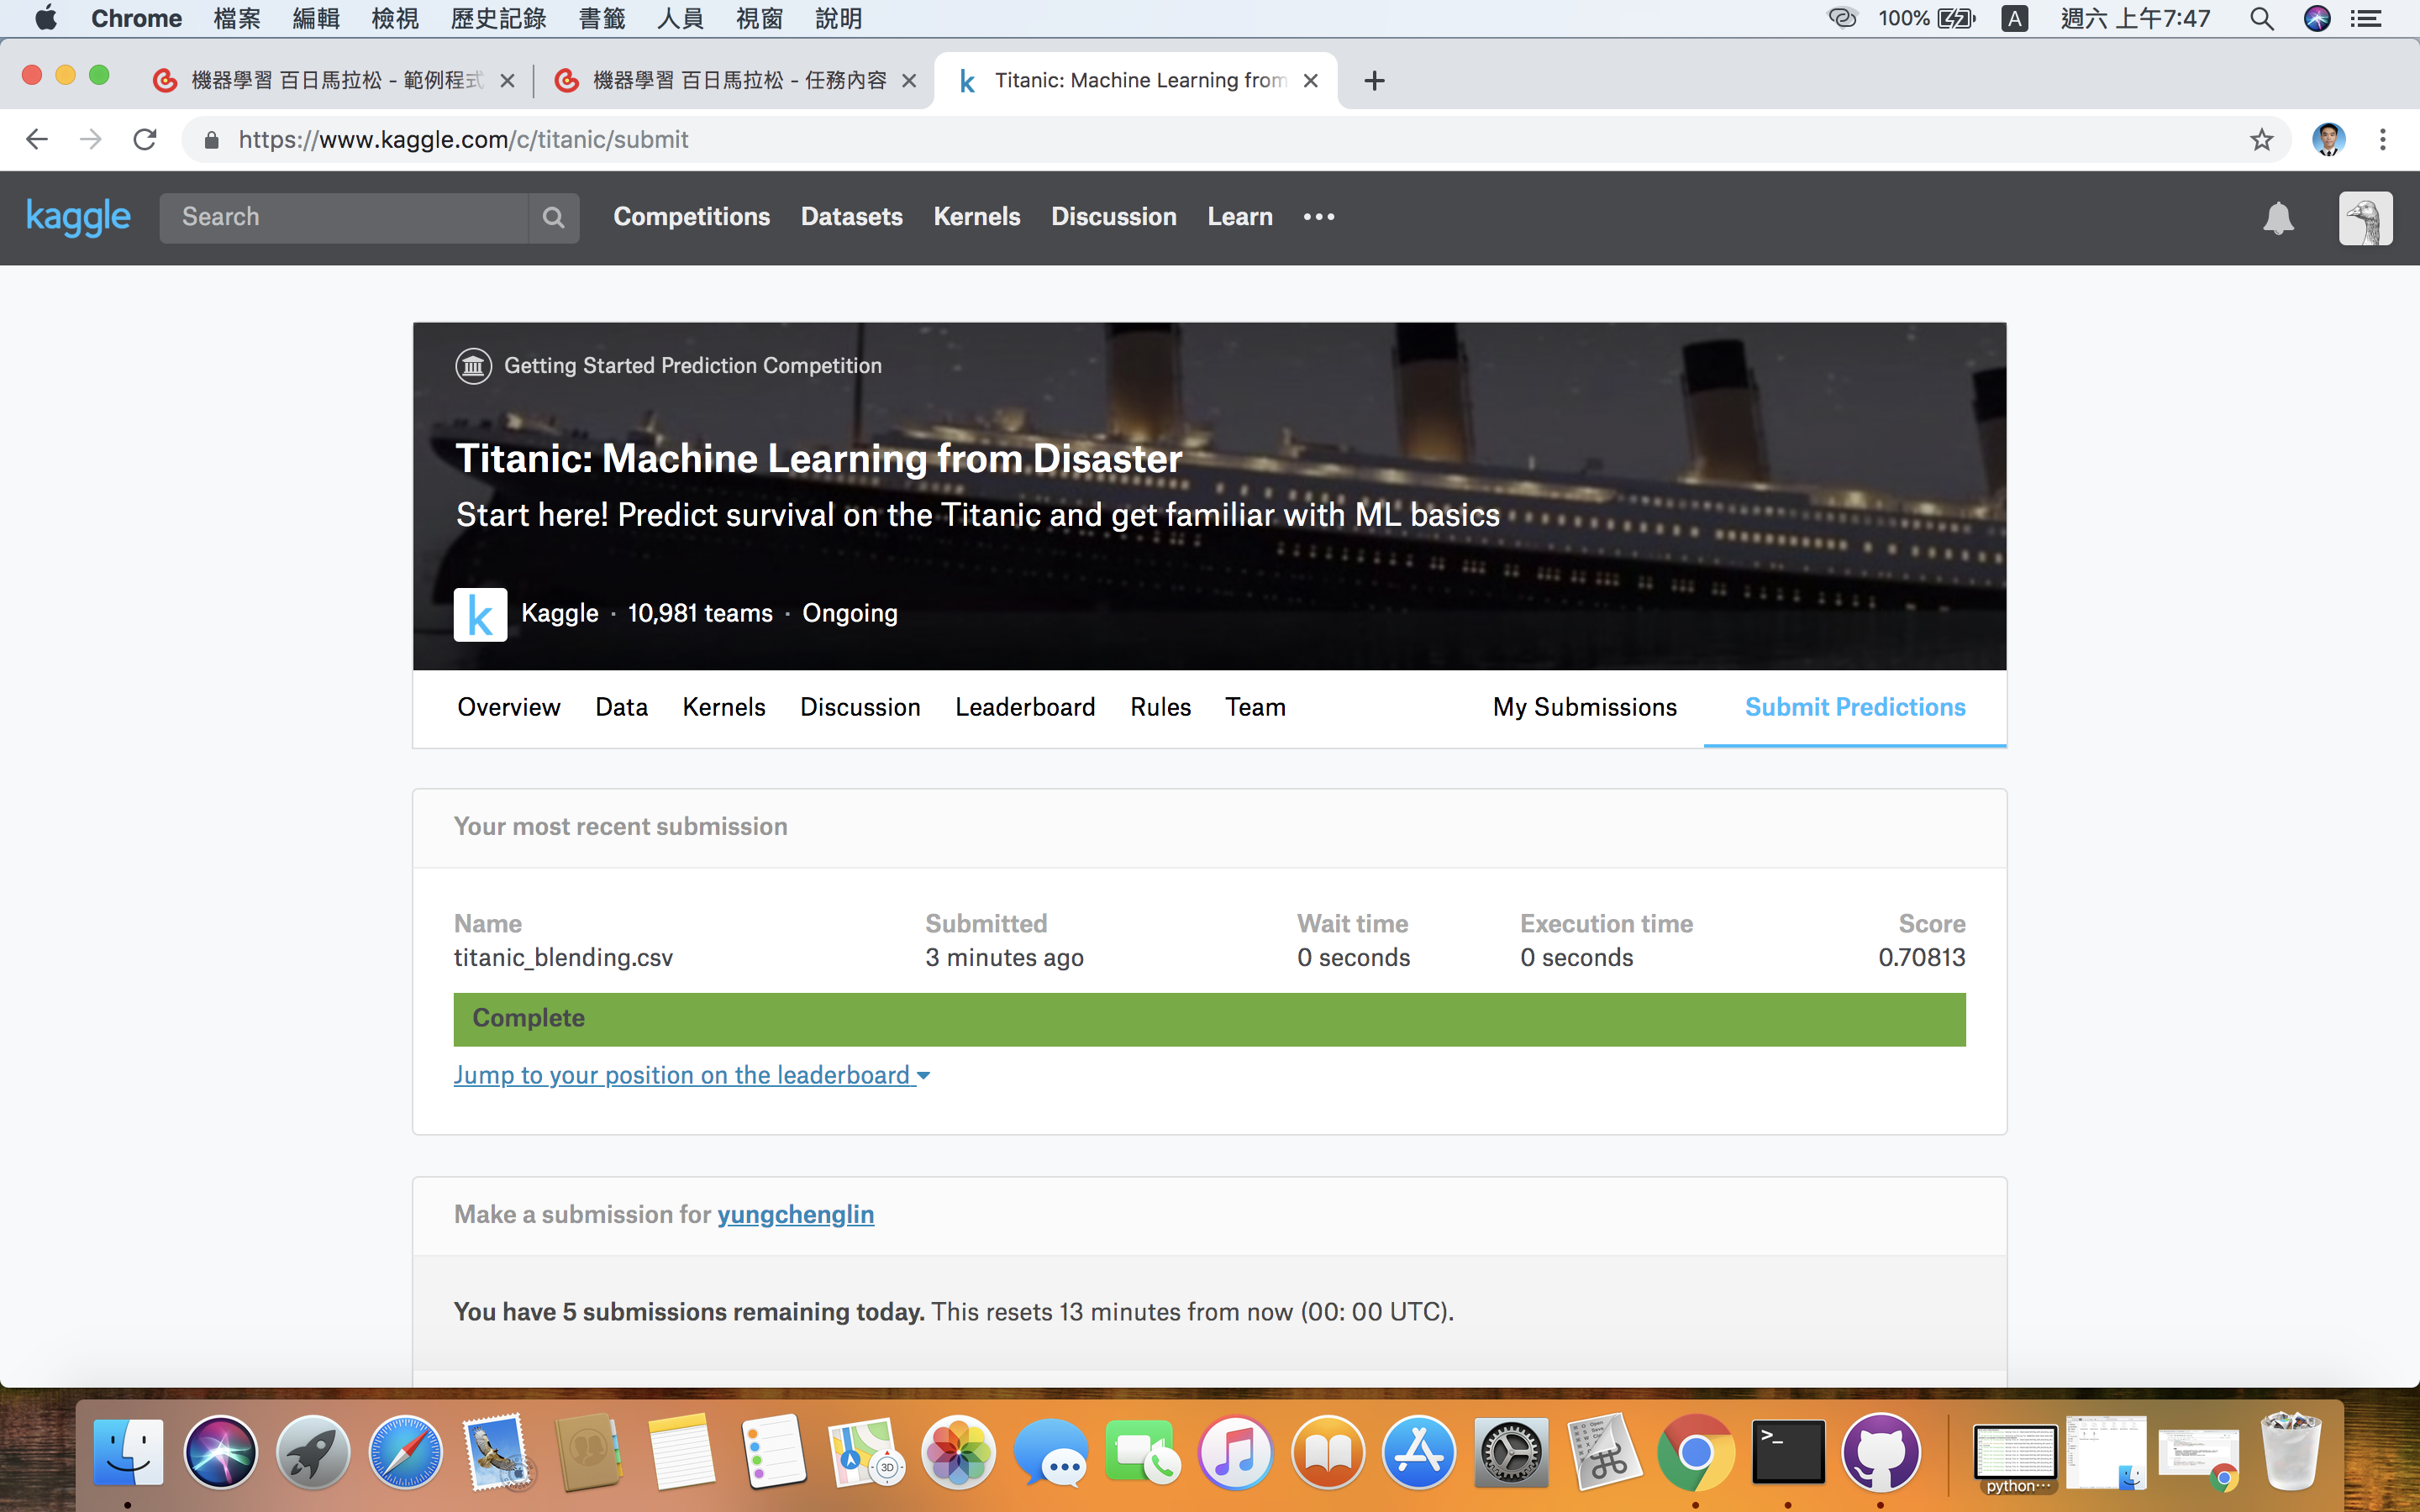 Chrome 檔案 編輯 檢視 歷史記錄 書籤 人員 視窗 說明 100% A 週六 上午7:47
機器學習 百日馬拉松 - 範例程式 機器學習 百日馬拉松 - 任務內容 k Titanic: Machine Learning from
https://www.kaggle.com/c/titanic/submit
kaggle Search Competitions Datasets Kernels Discussion Learn
Getting Started Prediction Competition
Titanic: Machine Learning from Disaster
Start here! Predict survival on the Titanic and get familiar with ML basics
k Kaggle · 10,981 teams · Ongoing
Overview Data Kernels Discussion Leaderboard Rules Team My Submissions Submit Predictions
Your most recent submission
Name Submitted Wait time Execution time Score
titanic_blending.csv 3 minutes ago 0 seconds 0 seconds 0.70813
Complete
Jump to your position on the leaderboard
Make a submission for yungchenglin
You have 5 submissions remaining today. This resets 13 minutes from now (00: 00 UTC).
3D
>_
python…